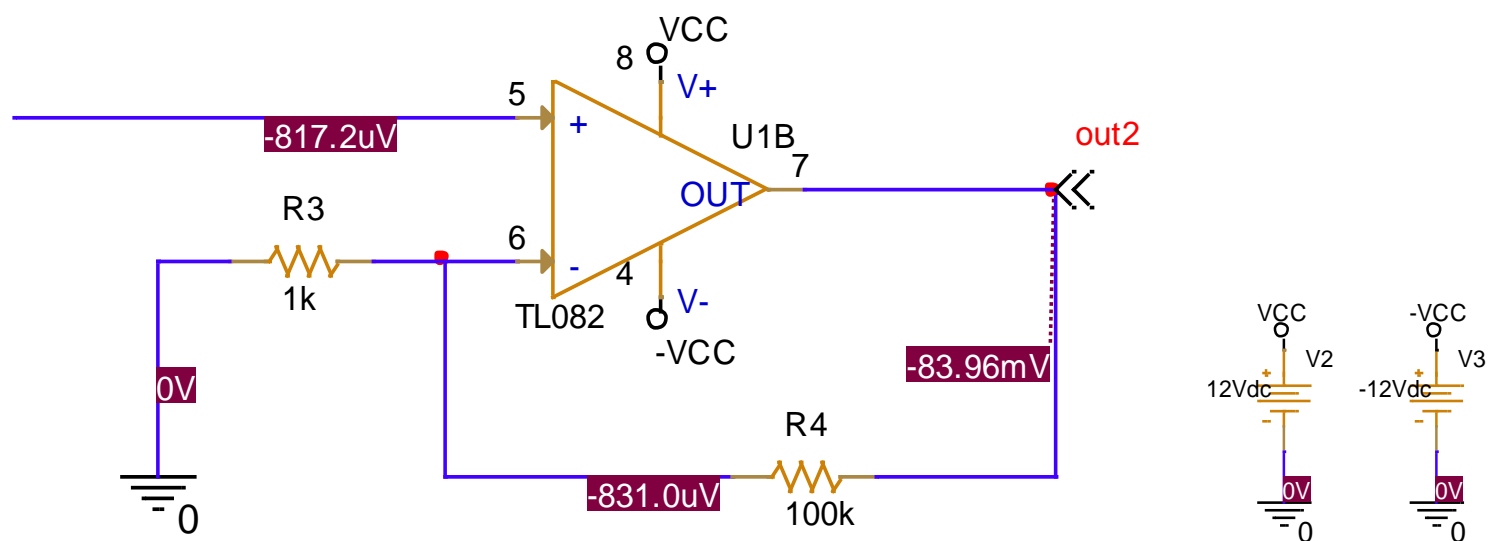 VCC
8
V+
5
+
-817.2uV
U1B
7
out2
OUT
R3
6
-
4
1k
TL082
V-
-VCC
0V
-83.96mV
R4
-831.0uV
100k
0
VCC
V2
+
12Vdc
-
0V
0
-VCC
V3
+
-12Vdc
-
0V
0